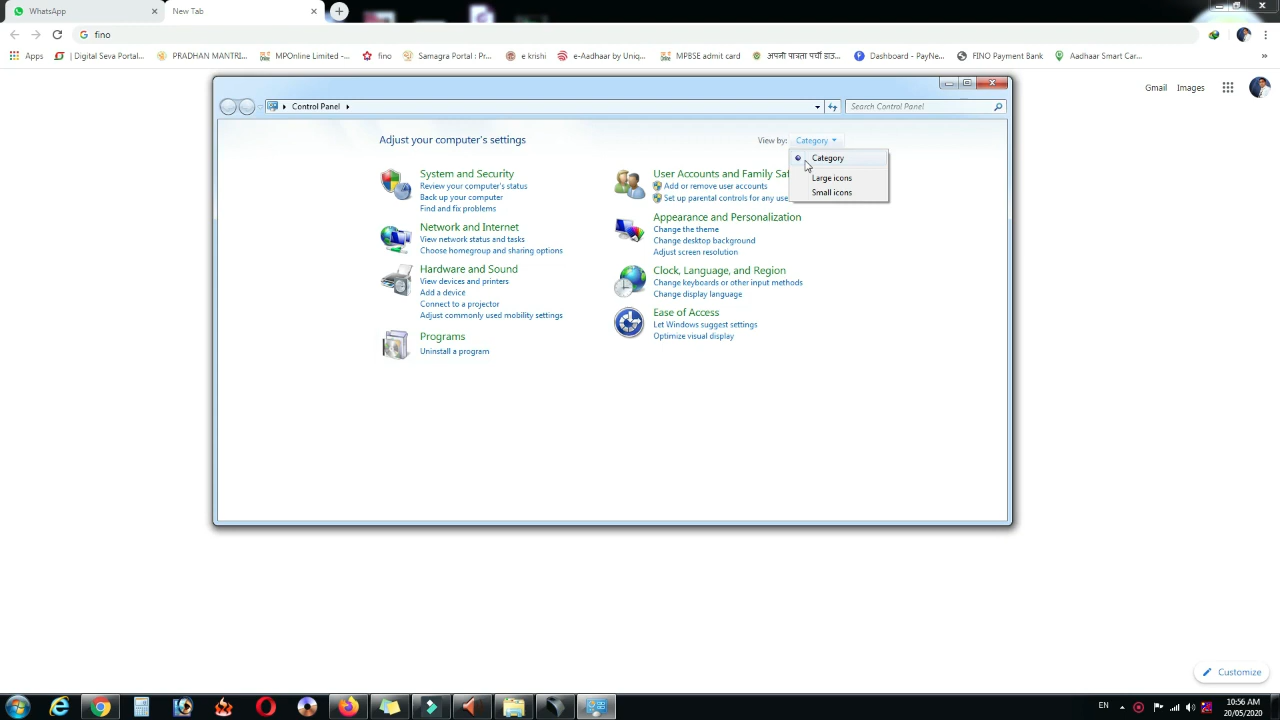 WhatsApp
New Tab
fino
Apps
| Digital Seva Portal...
PRADHAN MANTRI...
MPOnline Limited -...
fino
Samagra Portal : Pr...
e krishi
e-Aadhaar by Uniq...
MPBSE admit card
अपनी पात्रता पर्ची डाउ...
Dashboard - PayNe...
FINO Payment Bank
Aadhaar Smart Car...
»
Gmail
Images
Control Panel
Search Control Panel
Adjust your computer's settings
View by:
Category
Category
Large icons
Small icons
System and Security
Review your computer's status
Back up your computer
Find and fix problems
Network and Internet
View network status and tasks
Choose homegroup and sharing options
Hardware and Sound
View devices and printers
Add a device
Connect to a projector
Adjust commonly used mobility settings
Programs
Uninstall a program
User Accounts and Family Saf
Add or remove user accounts
Set up parental controls for any use
Appearance and Personalization
Change the theme
Change desktop background
Adjust screen resolution
Clock, Language, and Region
Change keyboards or other input methods
Change display language
Ease of Access
Let Windows suggest settings
Optimize visual display
Customize
EN
10:56 AM
20/05/2020